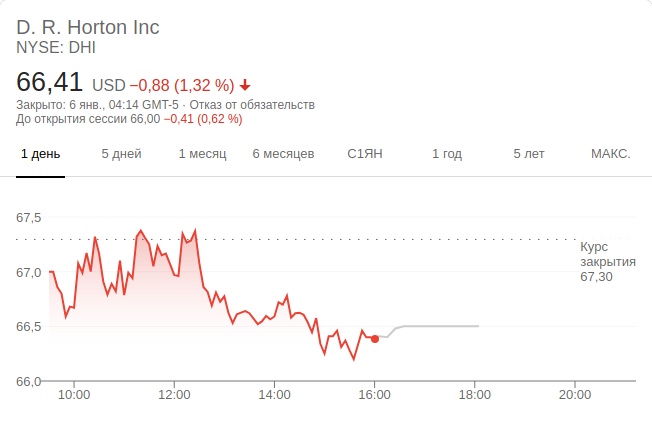 D. R. Horton Inc
NYSE: DHI
66,41 USD −0,88 (1,32 %)
Закрыто: 6 янв., 04:14 GMT-5 · Отказ от обязательств
До открытия сессии 66,00 −0,41 (0,62 %)
1 день 5 дней 1 месяц 6 месяцев С1ЯН 1 год 5 лет МАКС.
67,5
Курс
закрытия
67,30
67,0
66,5
66,0
10:00 12:00 14:00 16:00 18:00 20:00